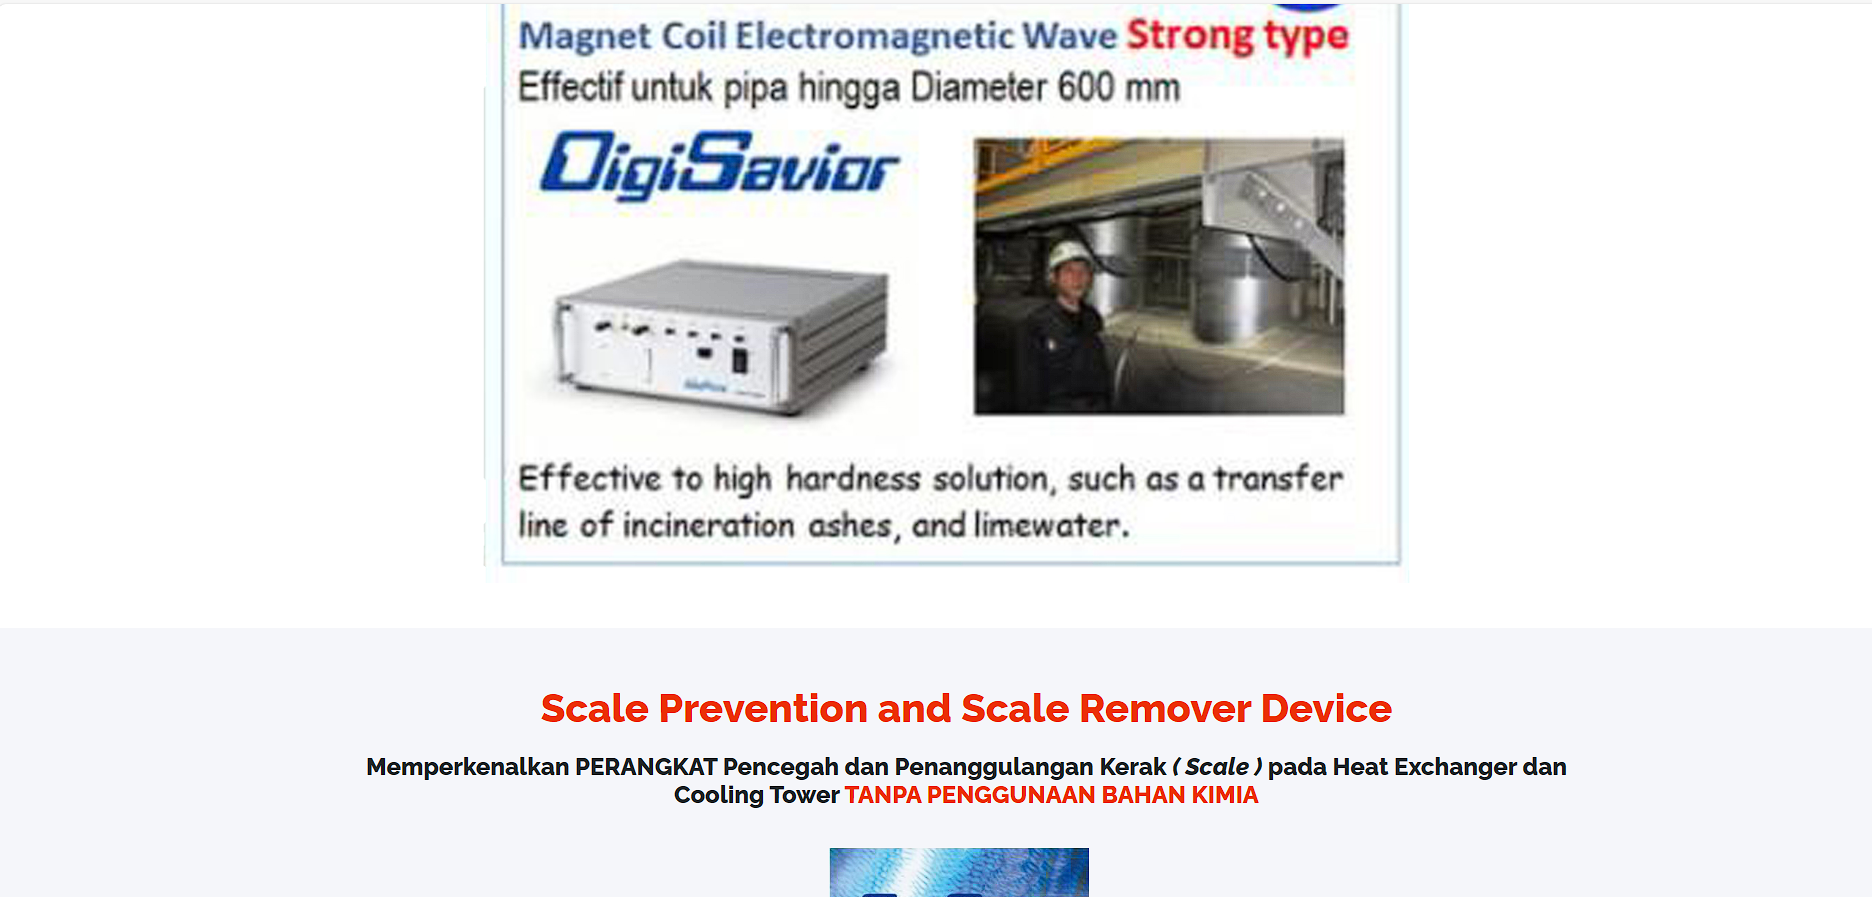 Magnet Coil Electromagnetic Wave Strong type
Effectif untuk pipa hingga Diameter 600 mm
DigiSavior
Effective to high hardness solution, such as a transfer
line of incineration ashes, and limewater.
Scale Prevention and Scale Remover Device
Memperkenalkan PERANGKAT Pencegah dan Penanggulangan Kerak ( Scale ) pada Heat Exchanger dan
Cooling Tower TANPA PENGGUNAAN BAHAN KIMIA